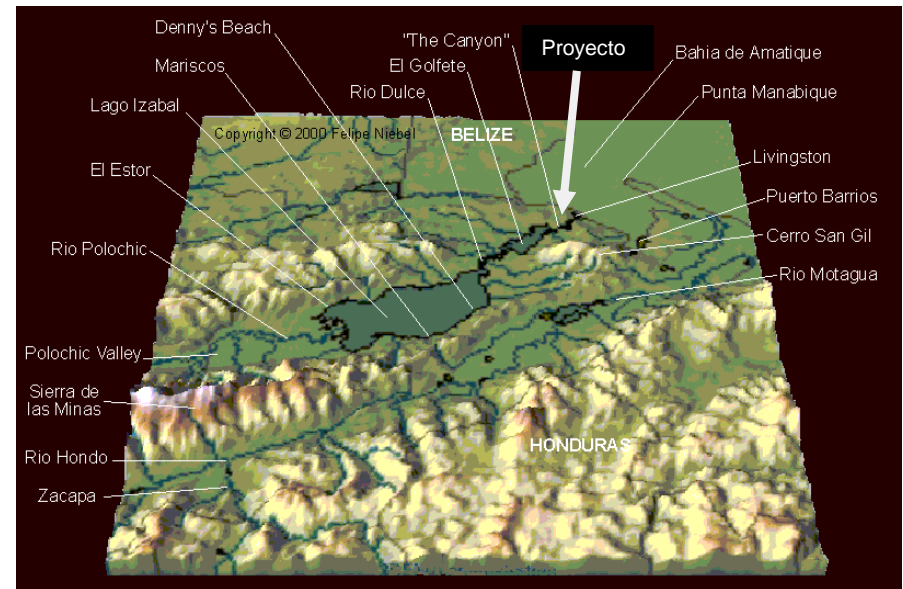 Denny's Beach
Mariscos
Lago Izabal
El Estor
Rio Polochic
Polochic Valley
Sierra de
las Minas
Rio Hondo
Zacapa
"The Canyon"
El Golfete
Rio Dulce
Proyecto
Bahia de Amatique
Punta Manabique
Livingston
Puerto Barrios
Cerro San Gil
Rio Motagua
Copyright © 2000 Felipe Niebel
BELIZE
HONDURAS